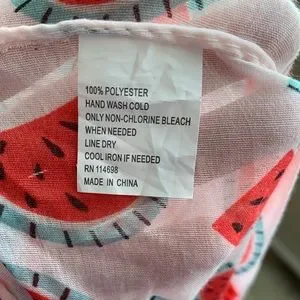 100% POLYESTER
HAND WASH COLD
ONLY NON-CHLORINE BLEACH
WHEN NEEDED
LINE DRY
COOL IRON IF NEEDED
RN 114698
MADE IN CHINA